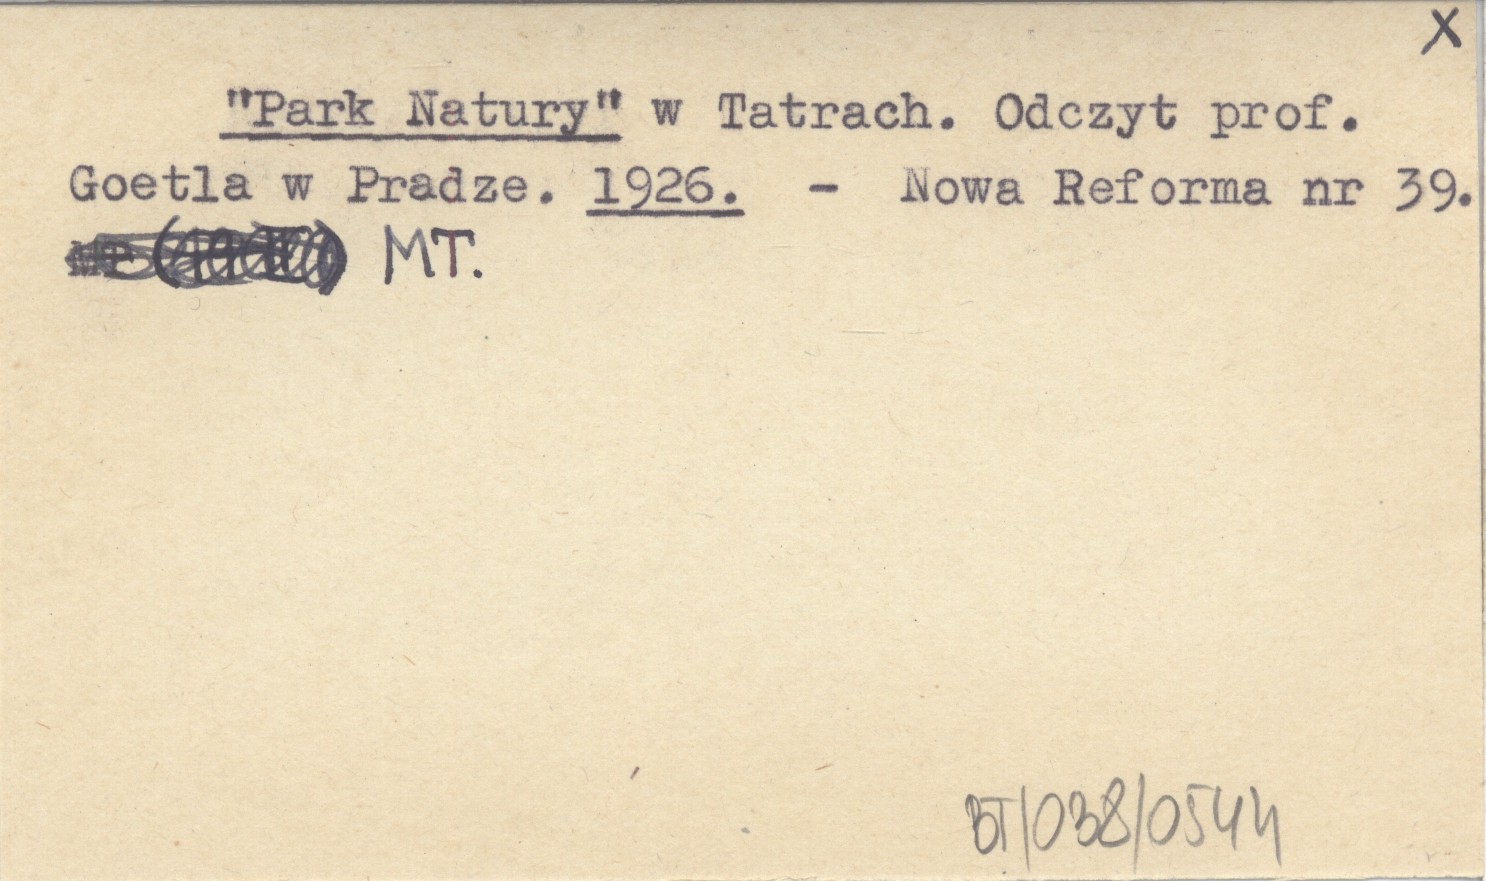 X
"Park Natury" w Tatrach. Odczyt prof.
Goetla w Pradze. 1926. - Nowa Reforma nr 39.
MT.
BT/038/0544